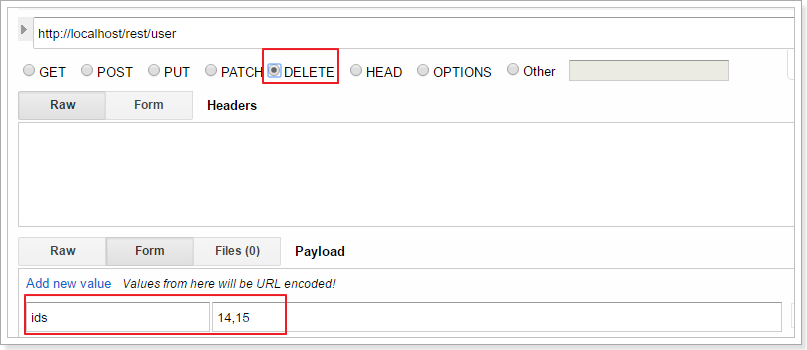 http://localhost/rest/user
GET POST PUT PATCH DELETE HEAD OPTIONS Other
Raw Form Headers
Raw Form Files (0) Payload
Add new value Values from here will be URL encoded!
ids 14,15